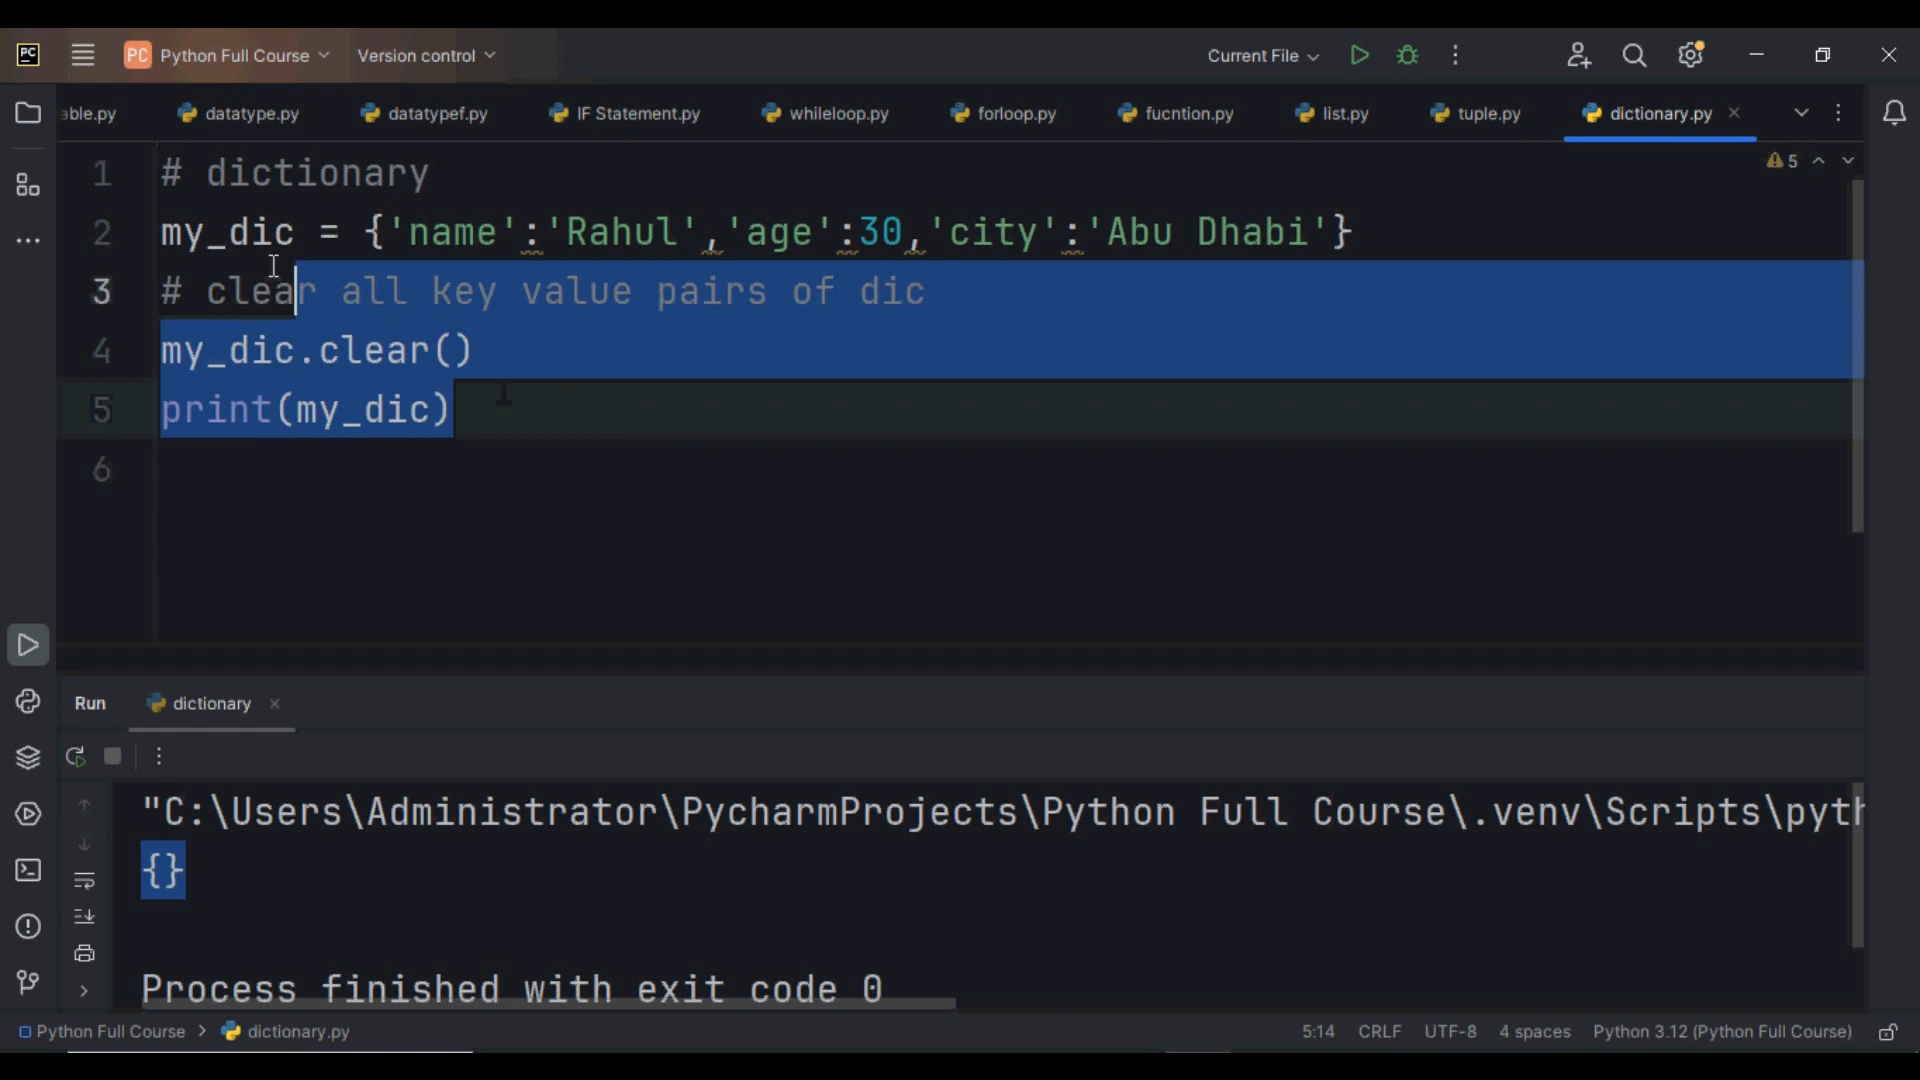 PC PC Python Full Course Version control Current File
able.py datatype.py datatypef.py IF Statement.py whileloop.py forloop.py fucntion.py list.py tuple.py dictionary.py
5
1 # dictionary
2 my_dic = {'name':'Rahul','age':30,'city':'Abu Dhabi'}
3 # clear all key value pairs of dic
4 my_dic.clear()
5 print(my_dic)
6
Run dictionary
"C:\Users\Administrator\PycharmProjects\Python Full Course\.venv\Scripts\pyth
{}
Process finished with exit code 0
Python Full Course > dictionary.py 5:14 CRLF UTF-8 4 spaces Python 3.12 (Python Full Course)